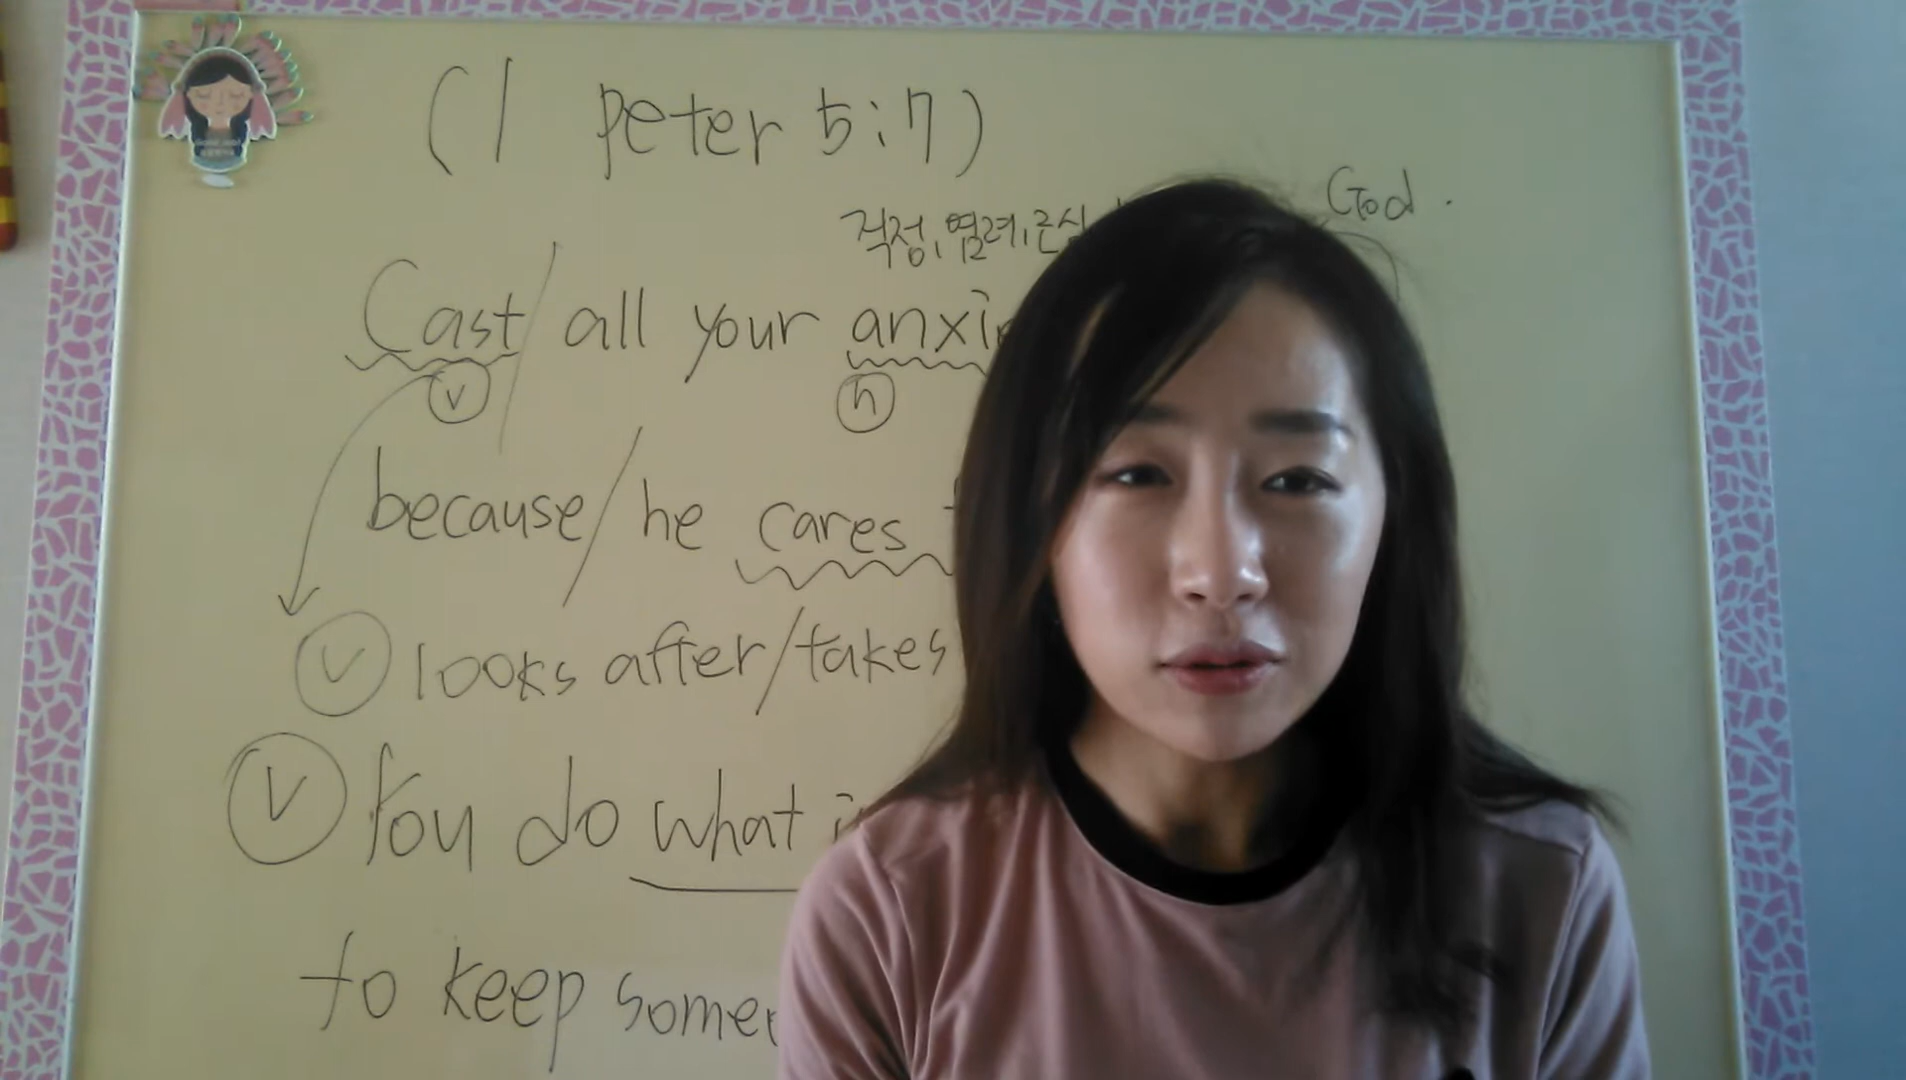 (1 Peter 5:7)
God.
걱정, 염려, 근심
Cast / all your anxi
ⓥ ⓝ
because / he cares
ⓥ looks after / takes
ⓥ You do what i
to keep some